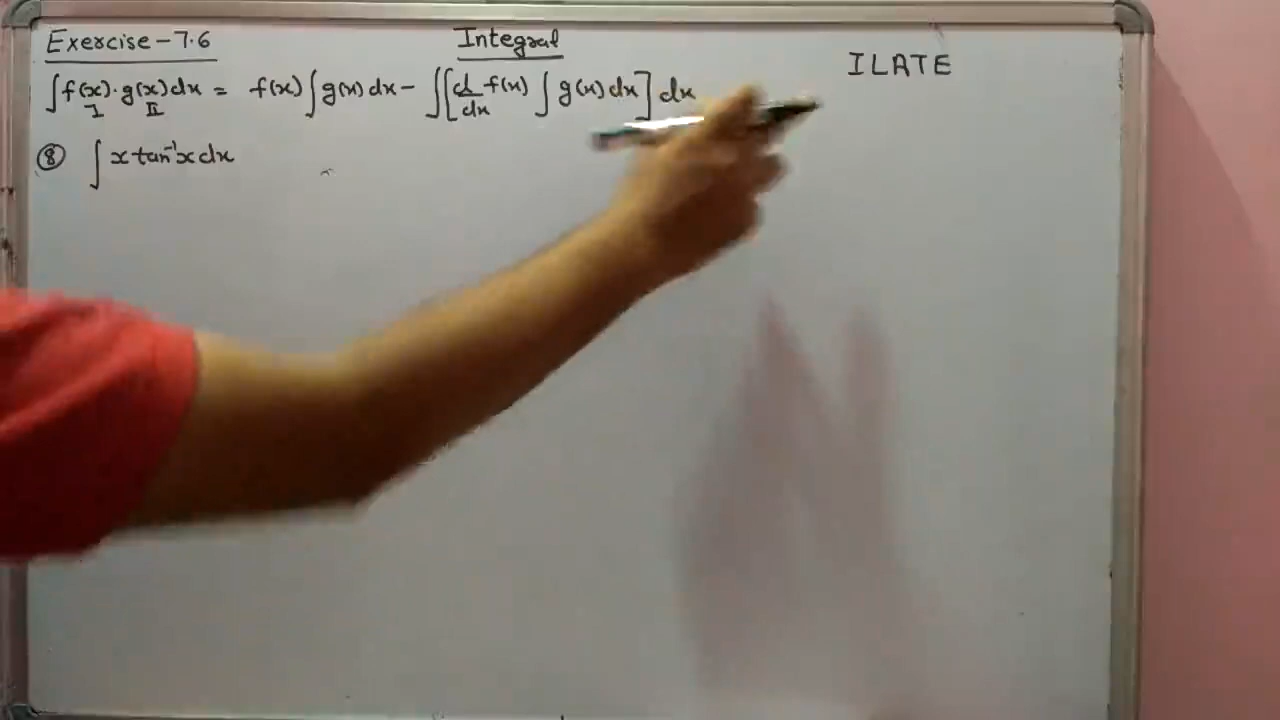 Exercise-7.6
Integral
ILATE
∫f(x)·g(x)dx = f(x)∫g(x)dx - ∫[d/dx f(x) ∫g(x)dx] dx
I II
⑧ ∫x tan⁻¹x dx